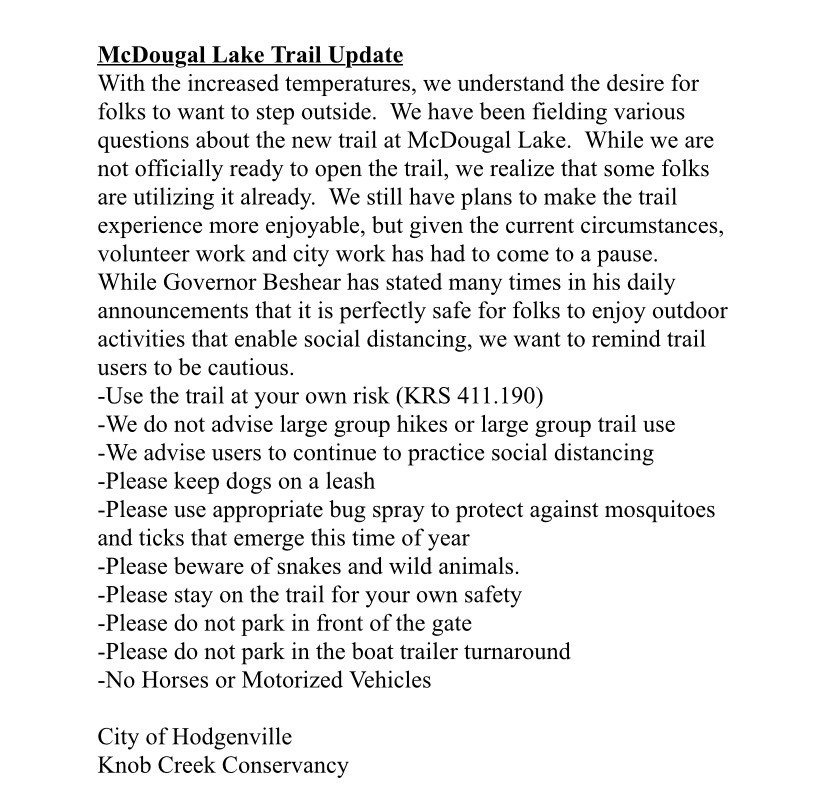 McDougal Lake Trail Update
With the increased temperatures, we understand the desire for
folks to want to step outside.  We have been fielding various
questions about the new trail at McDougal Lake.  While we are
not officially ready to open the trail, we realize that some folks
are utilizing it already.  We still have plans to make the trail
experience more enjoyable, but given the current circumstances,
volunteer work and city work has had to come to a pause.
While Governor Beshear has stated many times in his daily
announcements that it is perfectly safe for folks to enjoy outdoor
activities that enable social distancing, we want to remind trail
users to be cautious.
-Use the trail at your own risk (KRS 411.190)
-We do not advise large group hikes or large group trail use
-We advise users to continue to practice social distancing
-Please keep dogs on a leash
-Please use appropriate bug spray to protect against mosquitoes
and ticks that emerge this time of year
-Please beware of snakes and wild animals.
-Please stay on the trail for your own safety
-Please do not park in front of the gate
-Please do not park in the boat trailer turnaround
-No Horses or Motorized Vehicles
City of Hodgenville
Knob Creek Conservancy